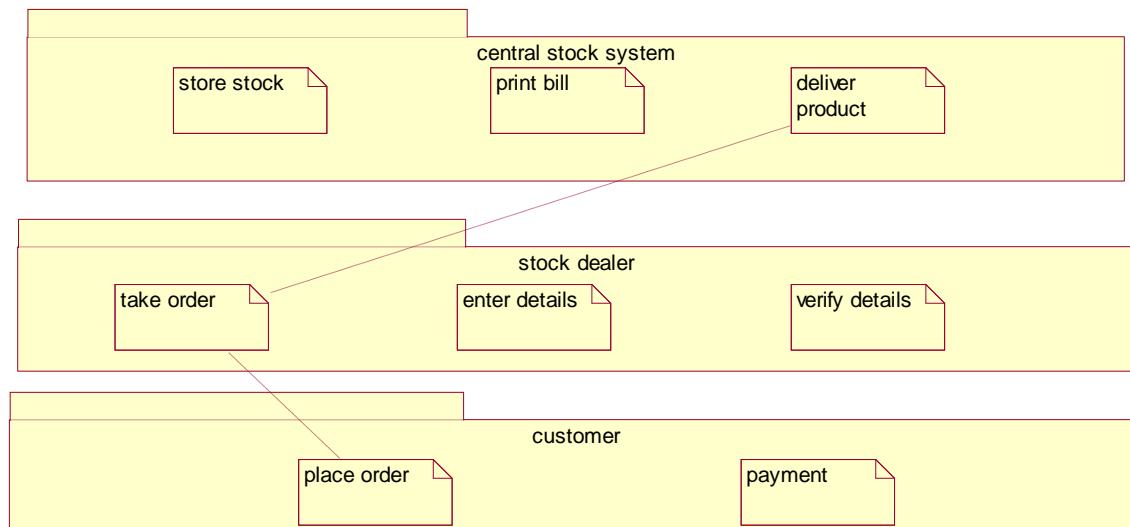 central stock system
store stock
print bill
deliver
product
stock dealer
take order
enter details
verify details
customer
place order
payment